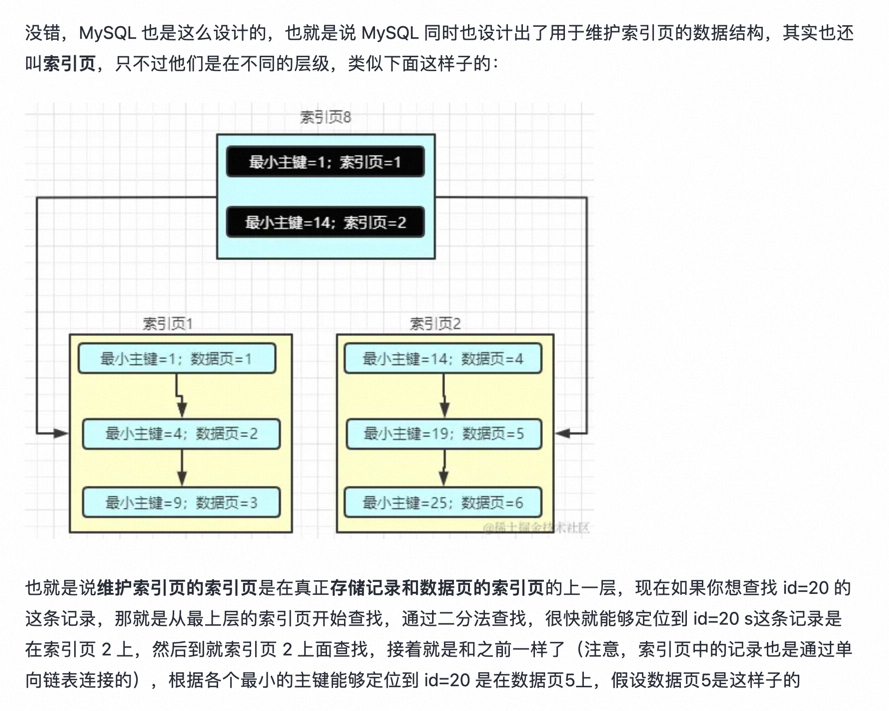 没错，MySQL 也是这么设计的，也就是说 MySQL 同时也设计出了用于维护索引页的数据结构，其实也还
叫索引页，只不过他们是在不同的层级，类似下面这样子的：
索引页8
最小主键=1；索引页=1
最小主键=14；索引页=2
索引页1
最小主键=1；数据页=1
最小主键=4；数据页=2
最小主键=9；数据页=3
索引页2
最小主键=14；数据页=4
最小主键=19；数据页=5
最小主键=25；数据页=6
@稀土掘金技术社区
也就是说维护索引页的索引页是在真正存储记录和数据页的索引页的上一层，现在如果你想查找 id=20 的
这条记录，那就是从最上层的索引页开始查找，通过二分法查找，很快就能够定位到 id=20 s这条记录是
在索引页 2 上，然后到就索引页 2 上面查找，接着就是和之前一样了（注意，索引页中的记录也是通过单
向链表连接的），根据各个最小的主键能够定位到 id=20 是在数据页5上，假设数据页5是这样子的